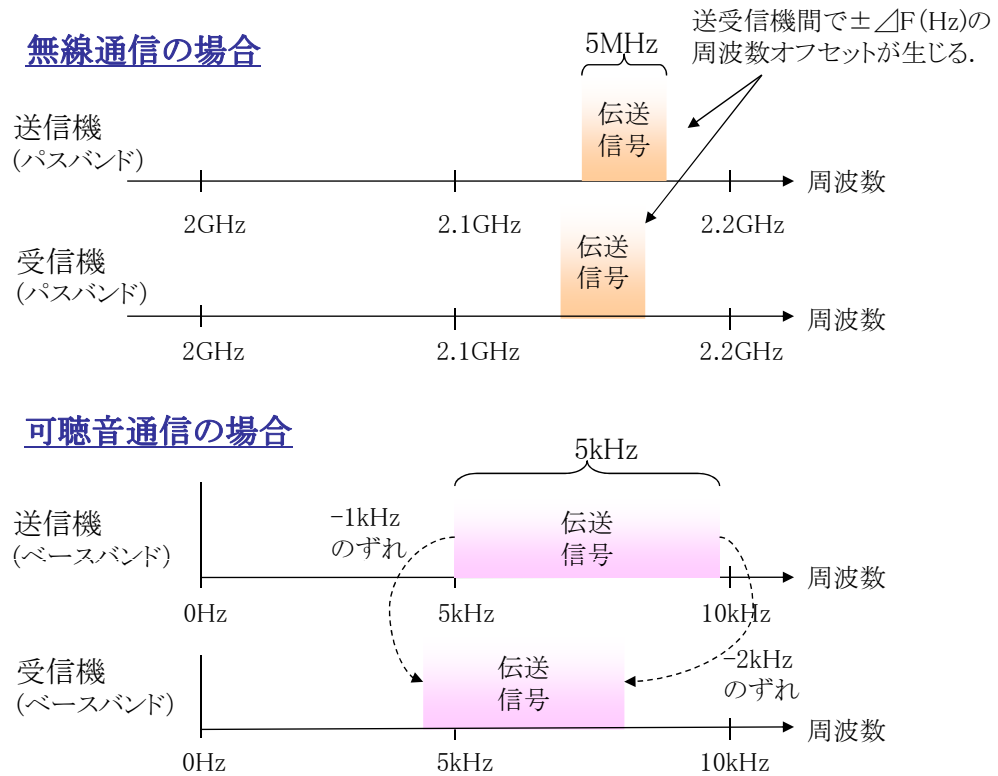 無線通信の場合
送受信機間で±⊿F(Hz)の
周波数オフセットが生じる.
5MHz
伝送
信号
送信機
(パスバンド)
周波数
2GHz
2.1GHz
2.2GHz
伝送
信号
受信機
(パスバンド)
周波数
2GHz
2.1GHz
2.2GHz
可聴音通信の場合
5kHz
-1kHz
のずれ
伝送
信号
送信機
(ベースバンド)
周波数
0Hz
5kHz
10kHz
伝送
信号
-2kHz
のずれ
受信機
(ベースバンド)
周波数
0Hz
5kHz
10kHz